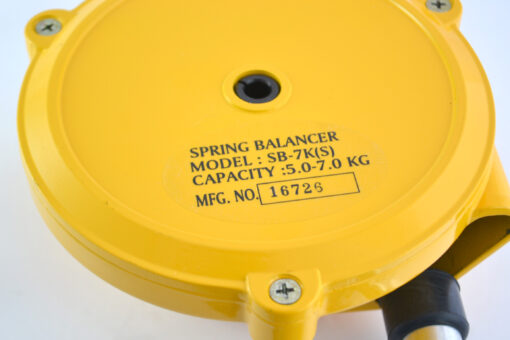 SPRING BALANCER
MODEL : SB-7K(S)
CAPACITY :5.0-7.0 KG
MFG. NO. 16726